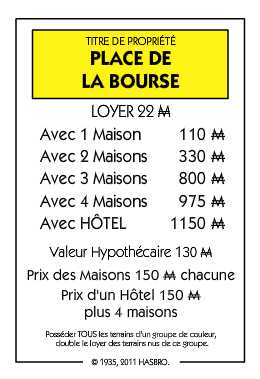 TITRE DE PROPRIÉTÉ
PLACE DE
LA BOURSE
LOYER 22 ₩
Avec 1 Maison 110 ₩
Avec 2 Maisons 330 ₩
Avec 3 Maisons 800 ₩
Avec 4 Maisons 975 ₩
Avec HÔTEL 1150 ₩
Valeur Hypothécaire 130 ₩
Prix des Maisons 150 ₩ chacune
Prix d'un Hôtel 150 ₩
plus 4 maisons
Posséder TOUS les terrains d'un groupe de couleur,
double le loyer des terrains nus de ce groupe.
© 1935, 2011 HASBRO.